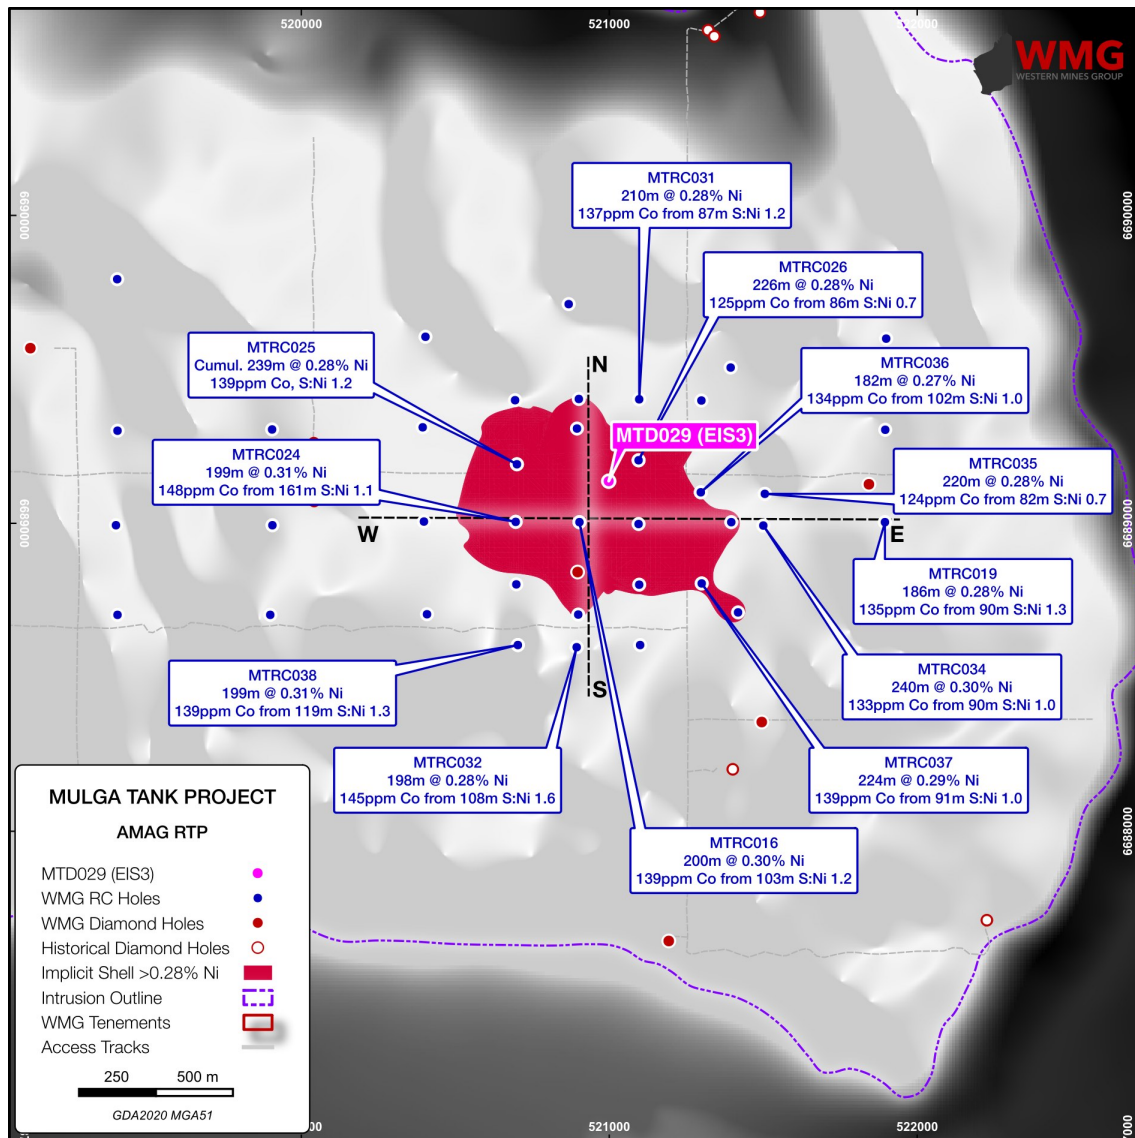 520000
521000
22000
WMG
WESTERN MINES GROUP
6690000
6690000
MTRC031
210m @ 0.28% Ni
137ppm Co from 87m S:Ni 1.2
MTRC026
226m @ 0.28% Ni
125ppm Co from 86m S:Ni 0.7
MTRC025
Cumul. 239m @ 0.28% Ni
139ppm Co, S:Ni 1.2
N
MTRC036
182m @ 0.27% Ni
134ppm Co from 102m S:Ni 1.0
MTD029 (EIS3)
MTRC024
199m @ 0.31% Ni
148ppm Co from 161m S:Ni 1.1
MTRC035
220m @ 0.28% Ni
124ppm Co from 82m S:Ni 0.7
6689000
6689000
W
E
MTRC019
186m @ 0.28% Ni
135ppm Co from 90m S:Ni 1.3
MTRC038
199m @ 0.31% Ni
139ppm Co from 119m S:Ni 1.3
S
MTRC034
240m @ 0.30% Ni
133ppm Co from 90m S:Ni 1.0
MTRC032
198m @ 0.28% Ni
145ppm Co from 108m S:Ni 1.6
MTRC037
224m @ 0.29% Ni
139ppm Co from 91m S:Ni 1.0
6688000
MTRC016
200m @ 0.30% Ni
139ppm Co from 103m S:Ni 1.2
MULGA TANK PROJECT
AMAG RTP
MTD029 (EIS3)
WMG RC Holes
WMG Diamond Holes
Historical Diamond Holes
Implicit Shell >0.28% Ni
Intrusion Outline
WMG Tenements
Access Tracks
250 500 m
GDA2020 MGA51
521000
522000